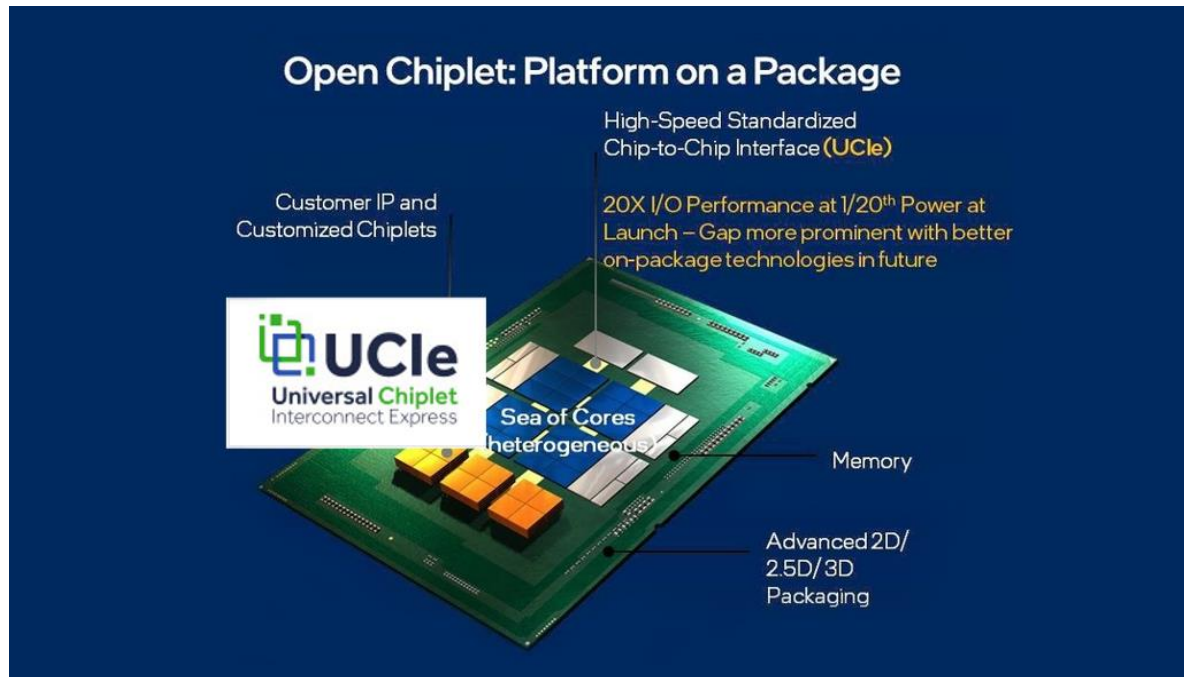 Open Chiplet: Platform on a Package
High-Speed Standardized
Chip-to-Chip Interface (UCIe)
20X I/O Performance at 1/20th Power at
Launch – Gap more prominent with better
on-package technologies in future
Customer IP and
Customized Chiplets
UCIe
Universal Chiplet
Interconnect Express
Sea of Cores
(heterogeneous)
Memory
Advanced 2D/
2.5D/3D
Packaging